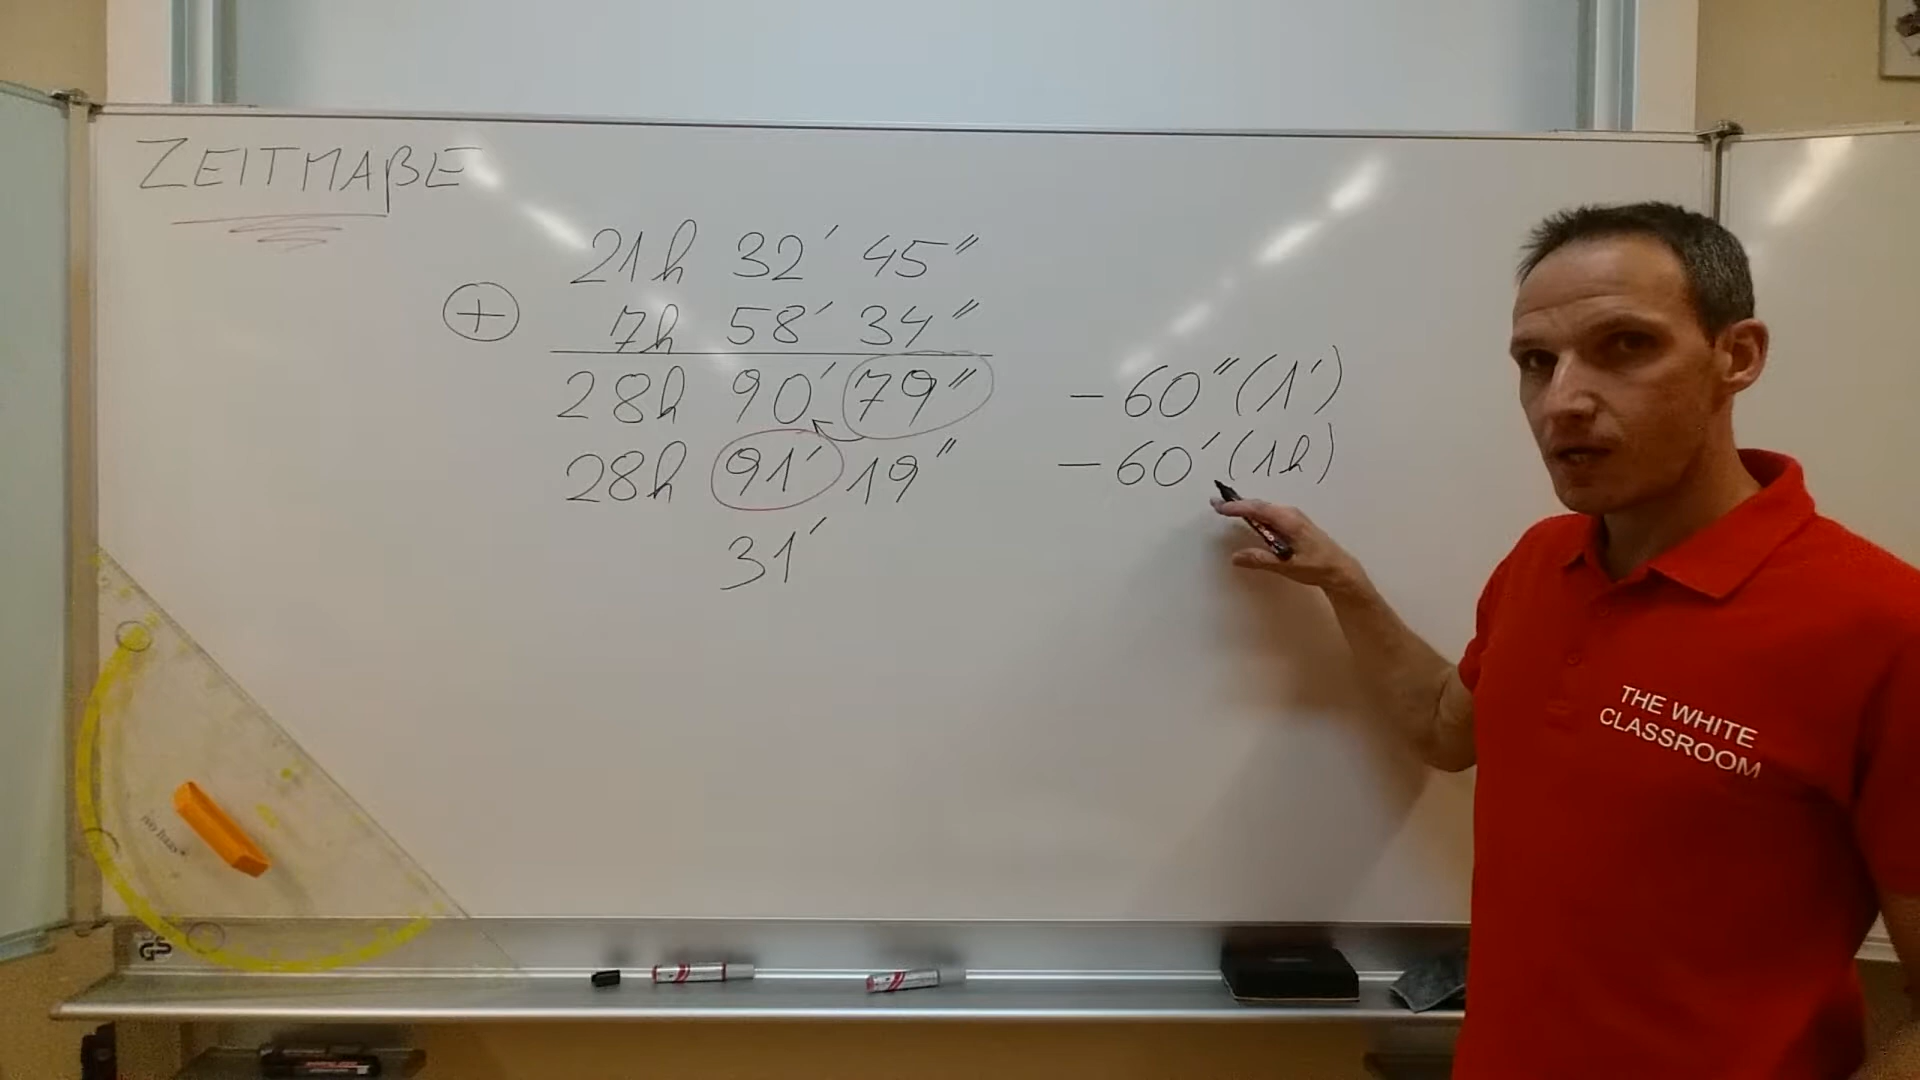 ZEITMAßE
21h 32′ 45″
+ 7h 58′ 34″
28h 90′ 79″ −60″ (1′)
28h 91′ 19″ −60′ (1h)
31′
THE WHITE
CLASSROOM
GS